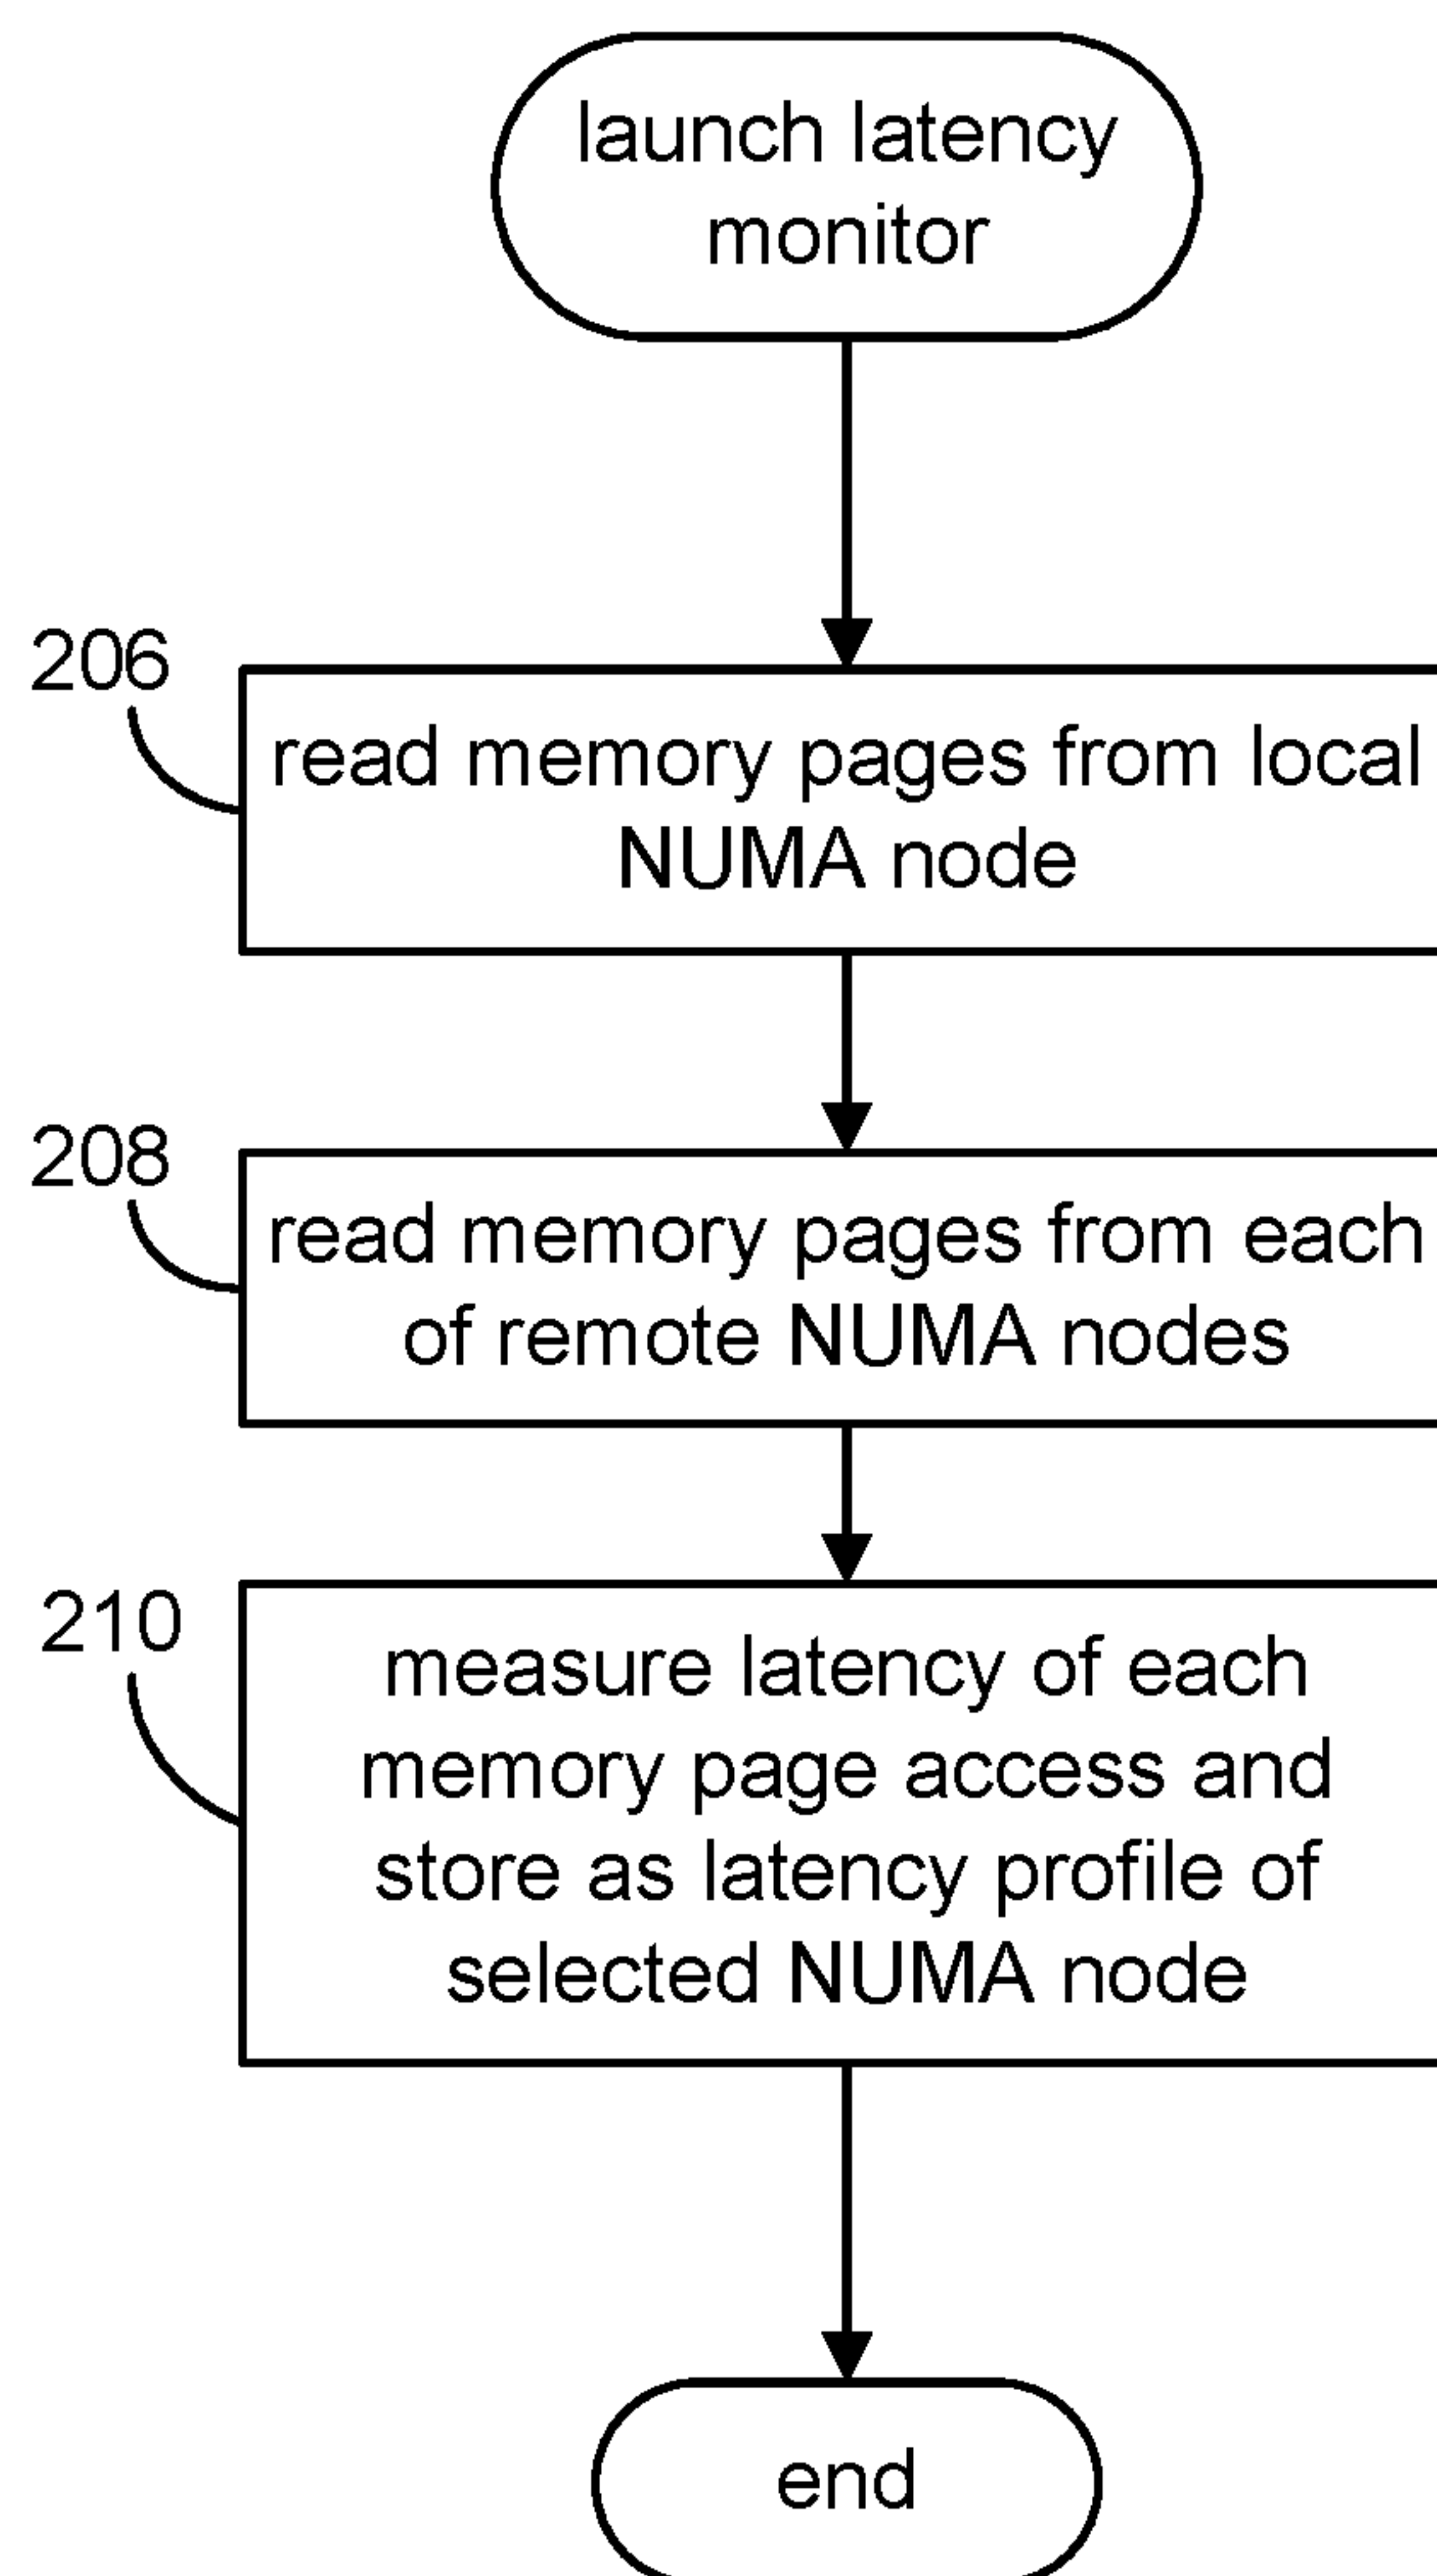 launch latency
monitor
206
read memory pages from local
NUMA node
208
read memory pages from each
of remote NUMA nodes
210
measure latency of each
memory page access and
store as latency profile of
selected NUMA node
end